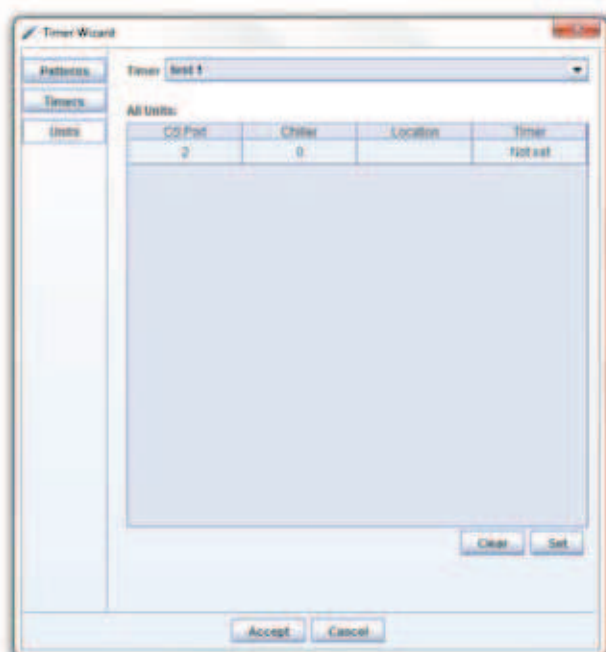 Timer Wizard
Patterns
Timers
Units
Timer test 1
All Units:
CS Port Chiller Location Timer
2 0 Not set
Clear Set
Accept Cancel